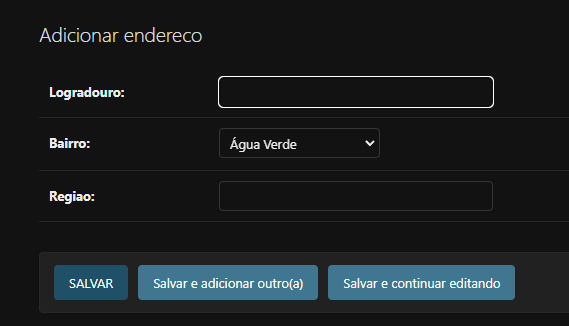 Adicionar endereco
Logradouro:
Bairro: Água Verde
Regiao:
SALVAR Salvar e adicionar outro(a) Salvar e continuar editando